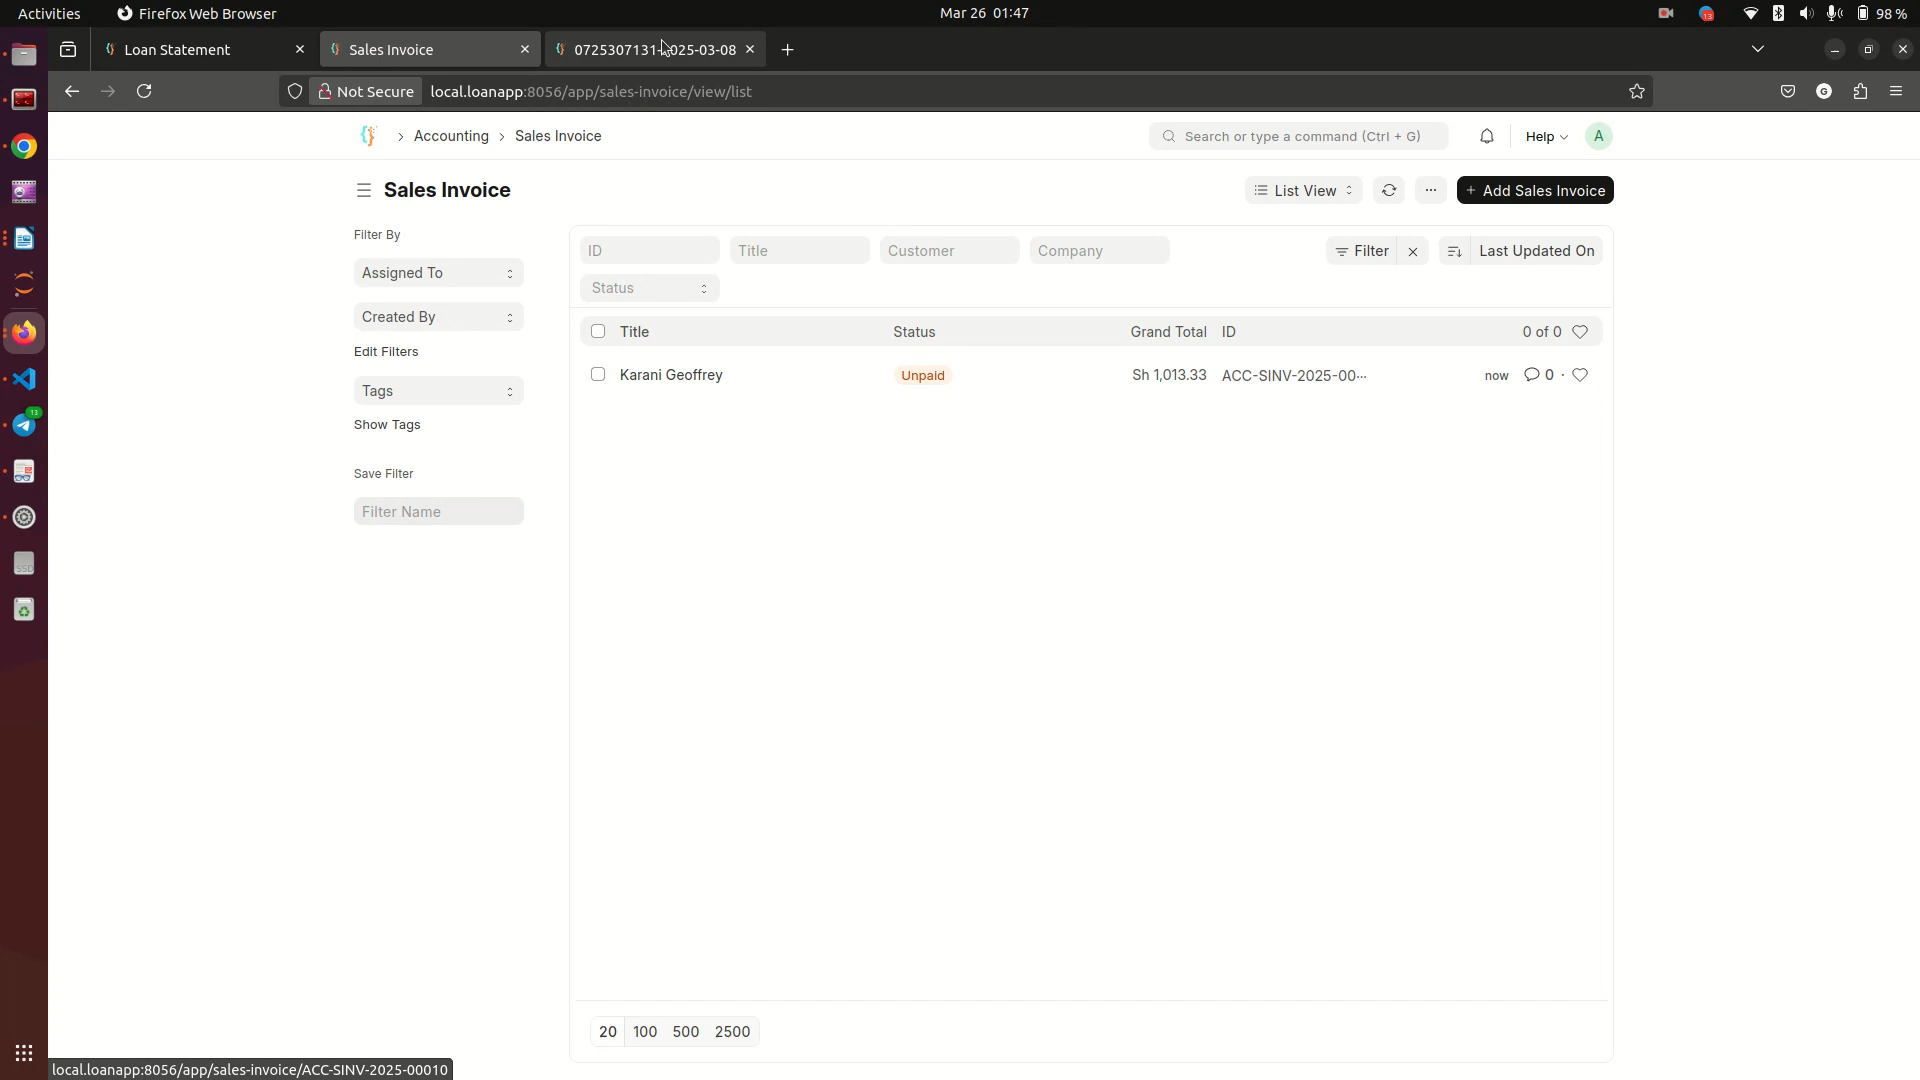 Activities
Firefox Web Browser
Mar 26 01:47
13
98 %
Loan Statement
Sales Invoice
0725307131-2025-03-08
Not Secure
local.loanapp:8056/app/sales-invoice/view/list
G
Accounting
Sales Invoice
Search or type a command (Ctrl + G)
Help
A
Sales Invoice
List View
Add Sales Invoice
Filter By
Assigned To
Created By
Edit Filters
Tags
Show Tags
Save Filter
Filter Name
ID
Title
Customer
Company
Filter
Last Updated On
Status
Title
Status
Grand Total
ID
0 of 0
Karani Geoffrey
Unpaid
Sh 1,013.33
ACC-SINV-2025-00...
now
0
13
SSD
20
100
500
2500
local.loanapp:8056/app/sales-invoice/ACC-SINV-2025-00010